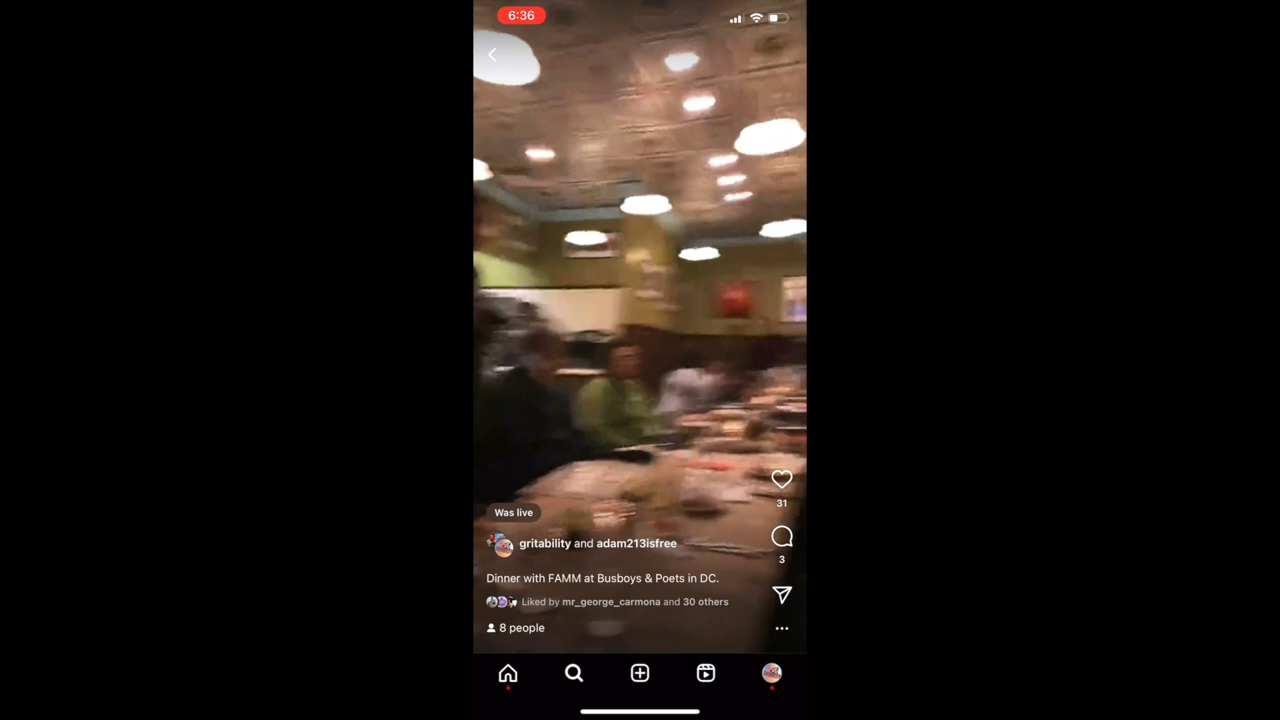 6:36
Was live
gritability and adam213isfree
31
3
Dinner with FAMM at Busboys & Poets in DC.
Liked by mr_george_carmona and 30 others
8 people